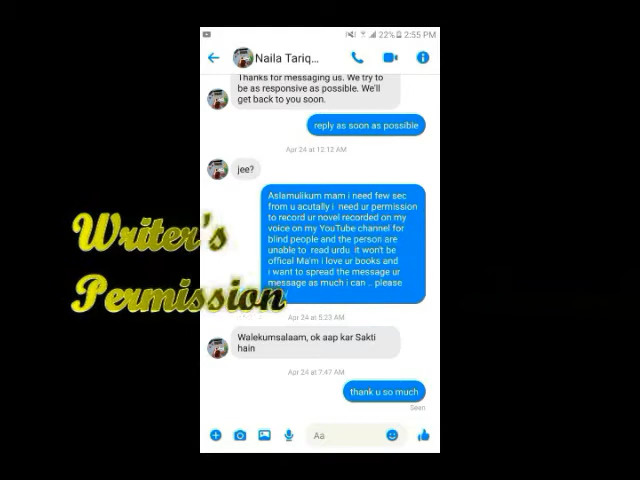 22% 2:55 PM
Naila Tariq...
Thanks for messaging us. We try to
be as responsive as possible. We'll
get back to you soon.
reply as soon as possible
Apr 24 at 12:12 AM
jee?
Aslamulikum mam i need few sec
from u acutally i need ur permission
to record ur novel recorded on my
voice on my YouTube channel for
blind people and the person are
unable to read urdu it won't be
offical Ma'm i love ur books and
i want to spread the message ur
message as much i can .. please
Writer's
Permission
Apr 24 at 5:23 AM
Walekumsalaam, ok aap kar Sakti
hain
Apr 24 at 7:47 AM
thank u so much
Seen
Aa